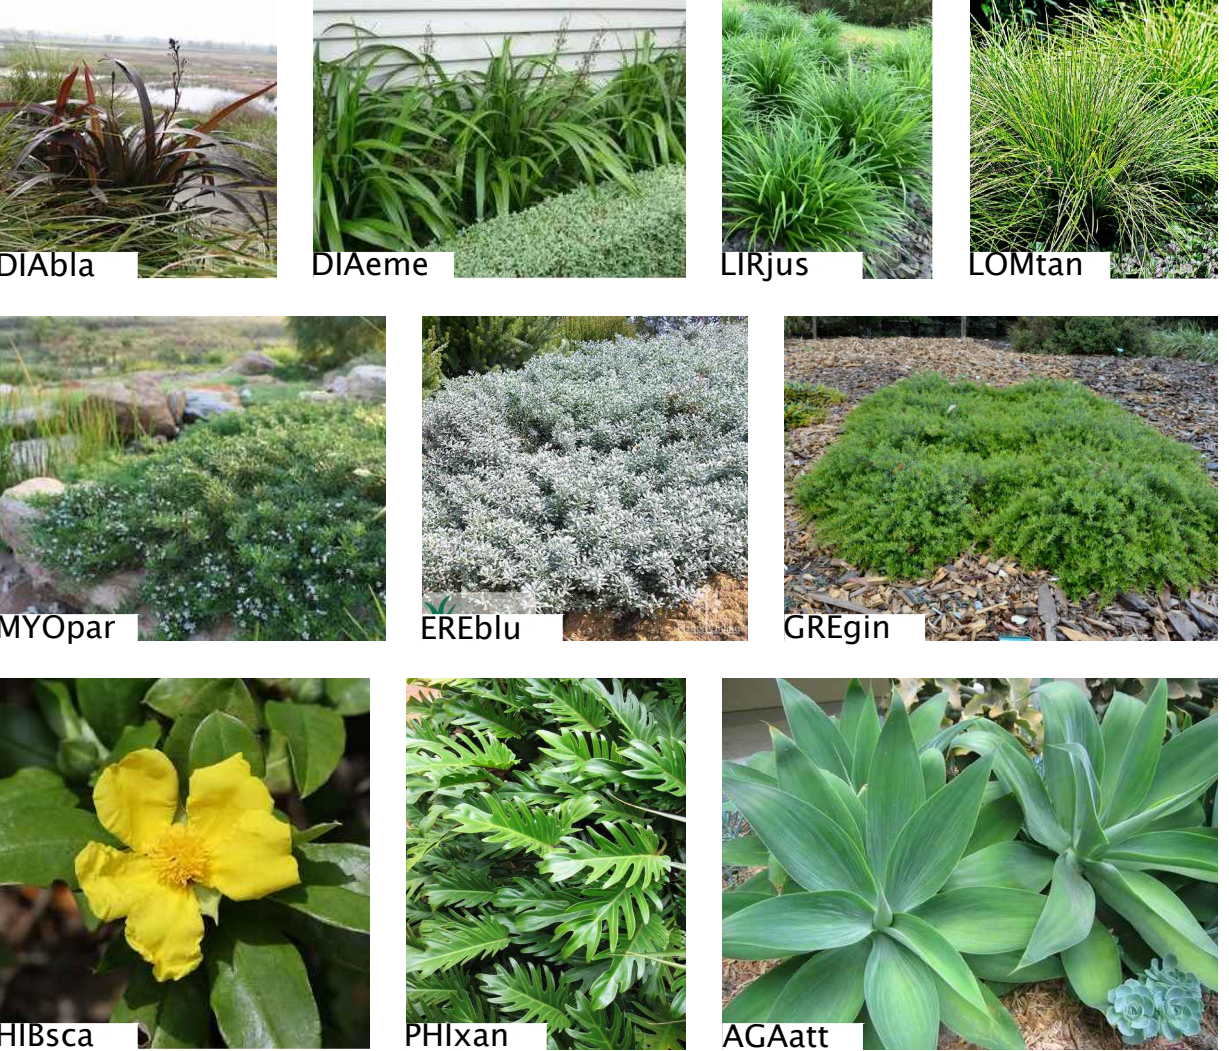 DIAbla
DIAeme
LIRjus
LOMtan
MYOpar
EREblu
GREgin
HIBsca
PHIxan
AGAatt